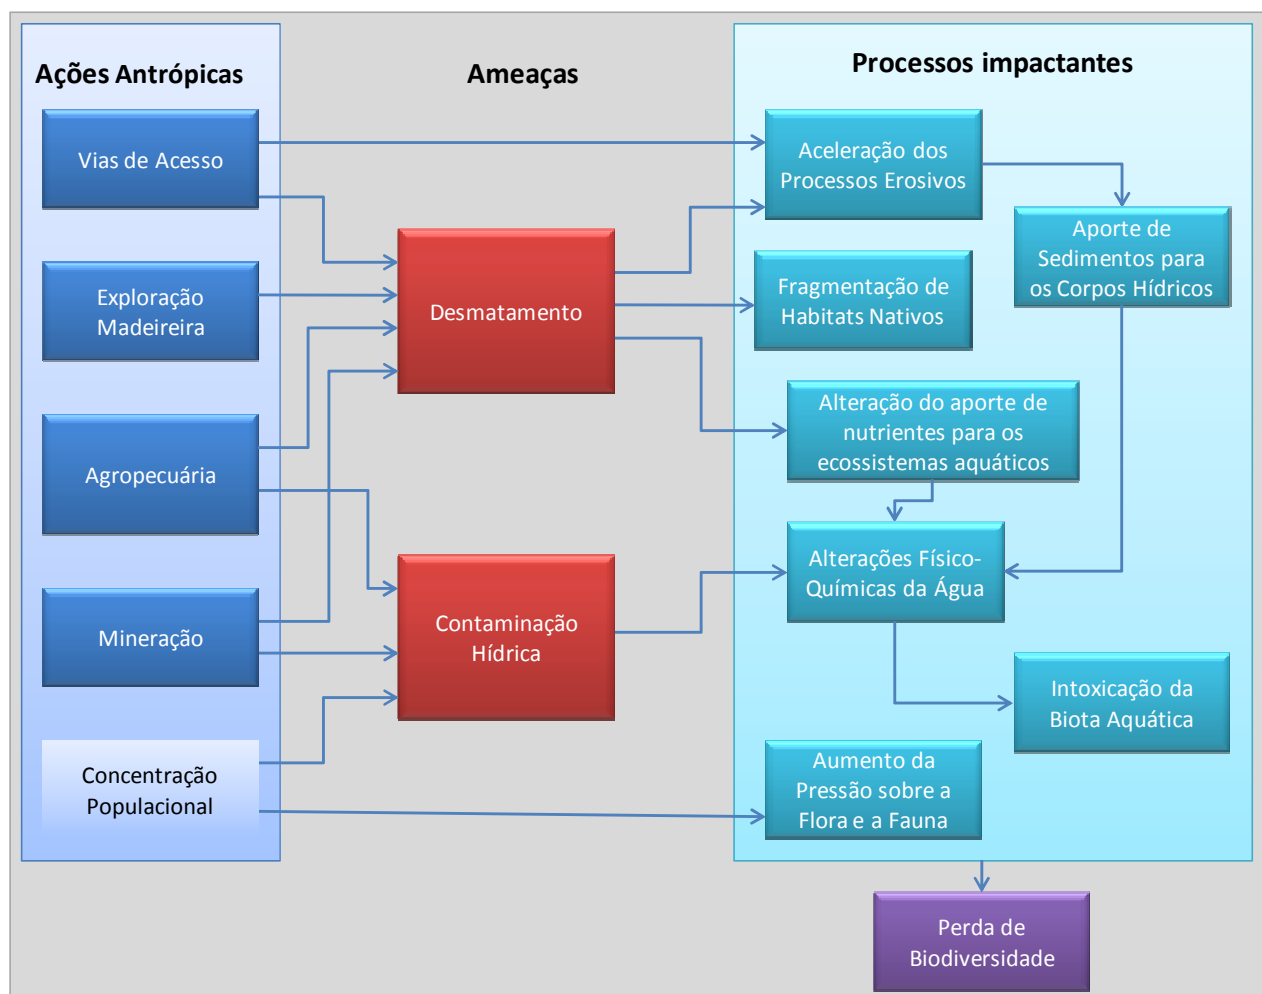 Ações Antrópicas
Ameaças
Processos impactantes
Vias de Acesso
Exploração
Madeireira
Agropecuária
Mineração
Concentração
Populacional
Desmatamento
Contaminação
Hídrica
Aceleração dos
Processos Erosivos
Aporte de
Sedimentos para
os Corpos Hídricos
Fragmentação de
Habitats Nativos
Alteração do aporte de
nutrientes para os
ecossistemas aquáticos
Alterações Físico-
Químicas da Água
Intoxicação da
Biota Aquática
Aumento da
Pressão sobre a
Flora e a Fauna
Perda de
Biodiversidade